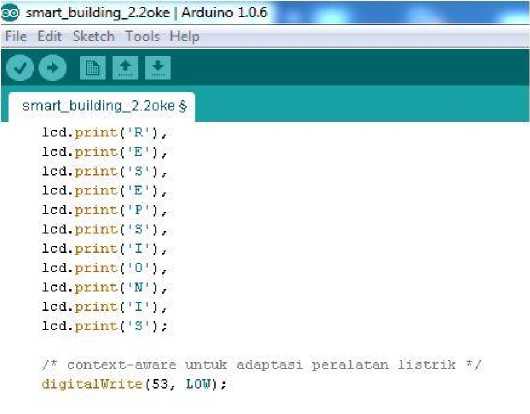 smart_building_2.2oke | Arduino 1.0.6
File Edit Sketch Tools Help
smart_building_2.2oke §
lcd.print('R'),
lcd.print('E'),
lcd.print('S'),
lcd.print('E'),
lcd.print('P'),
lcd.print('S'),
lcd.print('I'),
lcd.print('O'),
lcd.print('N'),
lcd.print('I'),
lcd.print('S');
/* context-aware untuk adaptasi peralatan listrik */
digitalWrite(53, LOW);